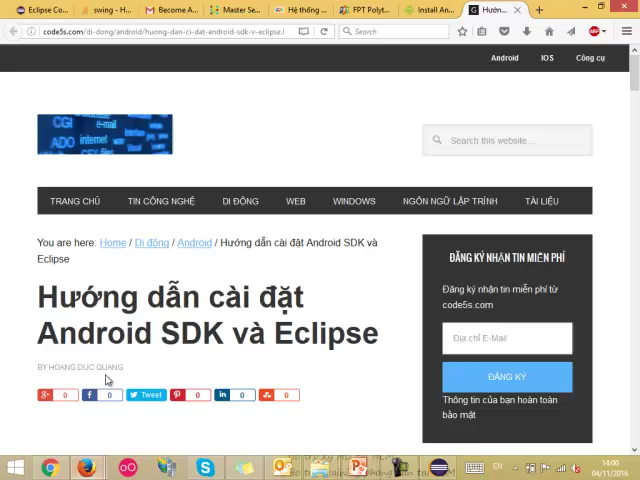 Eclipse Co...
swing - H...
Become A...
Master Se...
Hệ thống ...
FPT Polyt...
Install An...
Hướn...
code5s.com/di-dong/android/huong-dan-ci-dat-android-sdk-v-eclipse.l
Search
ABP
Android
IOS
Công cụ
CGI
e-mail
ADO
internet
web
files
Search this website...
TRANG CHỦ
TIN CÔNG NGHỆ
DI ĐỘNG
WEB
WINDOWS
NGÔN NGỮ LẬP TRÌNH
TÀI LIỆU
You are here: Home / Di động / Android / Hướng dẫn cài đặt Android SDK và
Eclipse
Hướng dẫn cài đặt
Android SDK và Eclipse
BY HOANG.DUC.QUANG
0
0
Tweet
0
0
0
ĐĂNG KÝ NHẬN TIN MIỄN PHÍ
Đăng ký nhận tin miễn phí từ
code5s.com
Địa chỉ E-Mail
ĐĂNG KÝ
Thông tin của bạn hoàn toàn
bảo mật
EN
14:00
04/11/2016